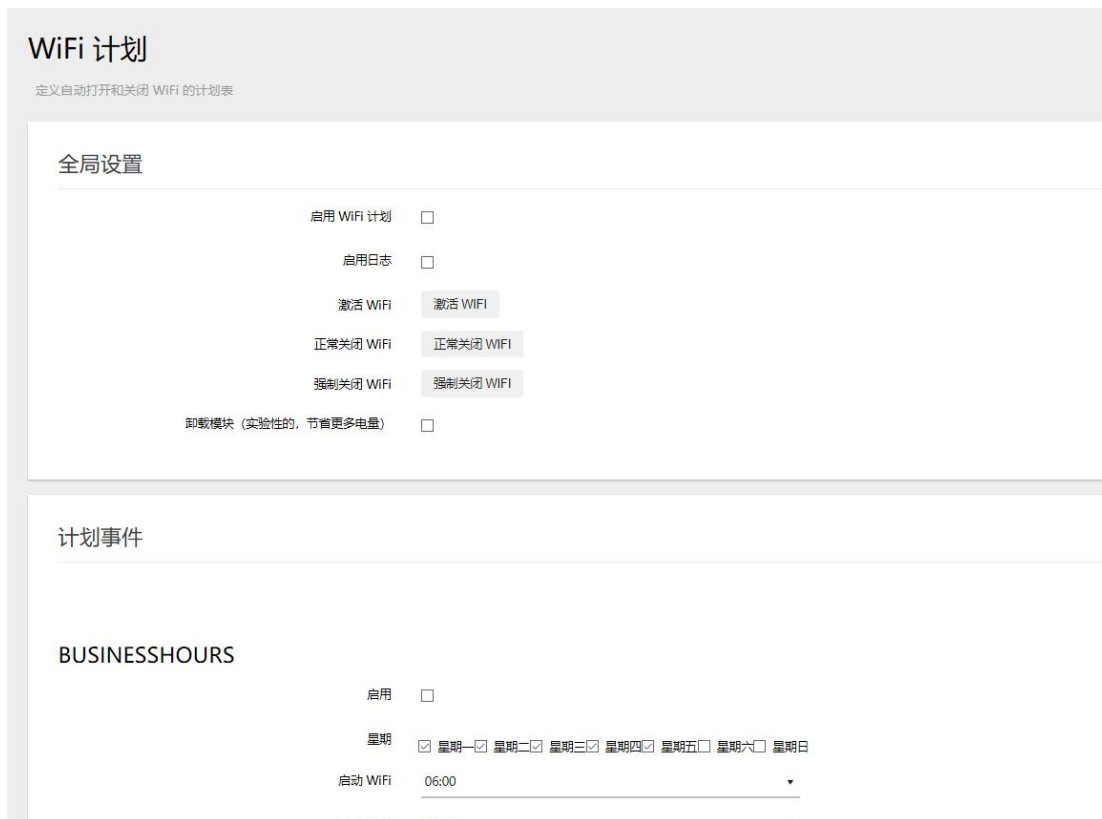 WiFi 计划
定义自动打开和关闭 WiFi 的计划表
全局设置
启用 WiFi 计划
启用日志
激活 WiFi 激活 WIFI
正常关闭 WiFi 正常关闭 WIFI
强制关闭 WiFi 强制关闭 WIFI
卸载模块（实验性的，节省更多电量）
计划事件
BUSINESSHOURS
启用
星期 星期一 星期二 星期三 星期四 星期五 星期六 星期日
启动 WiFi 06:00